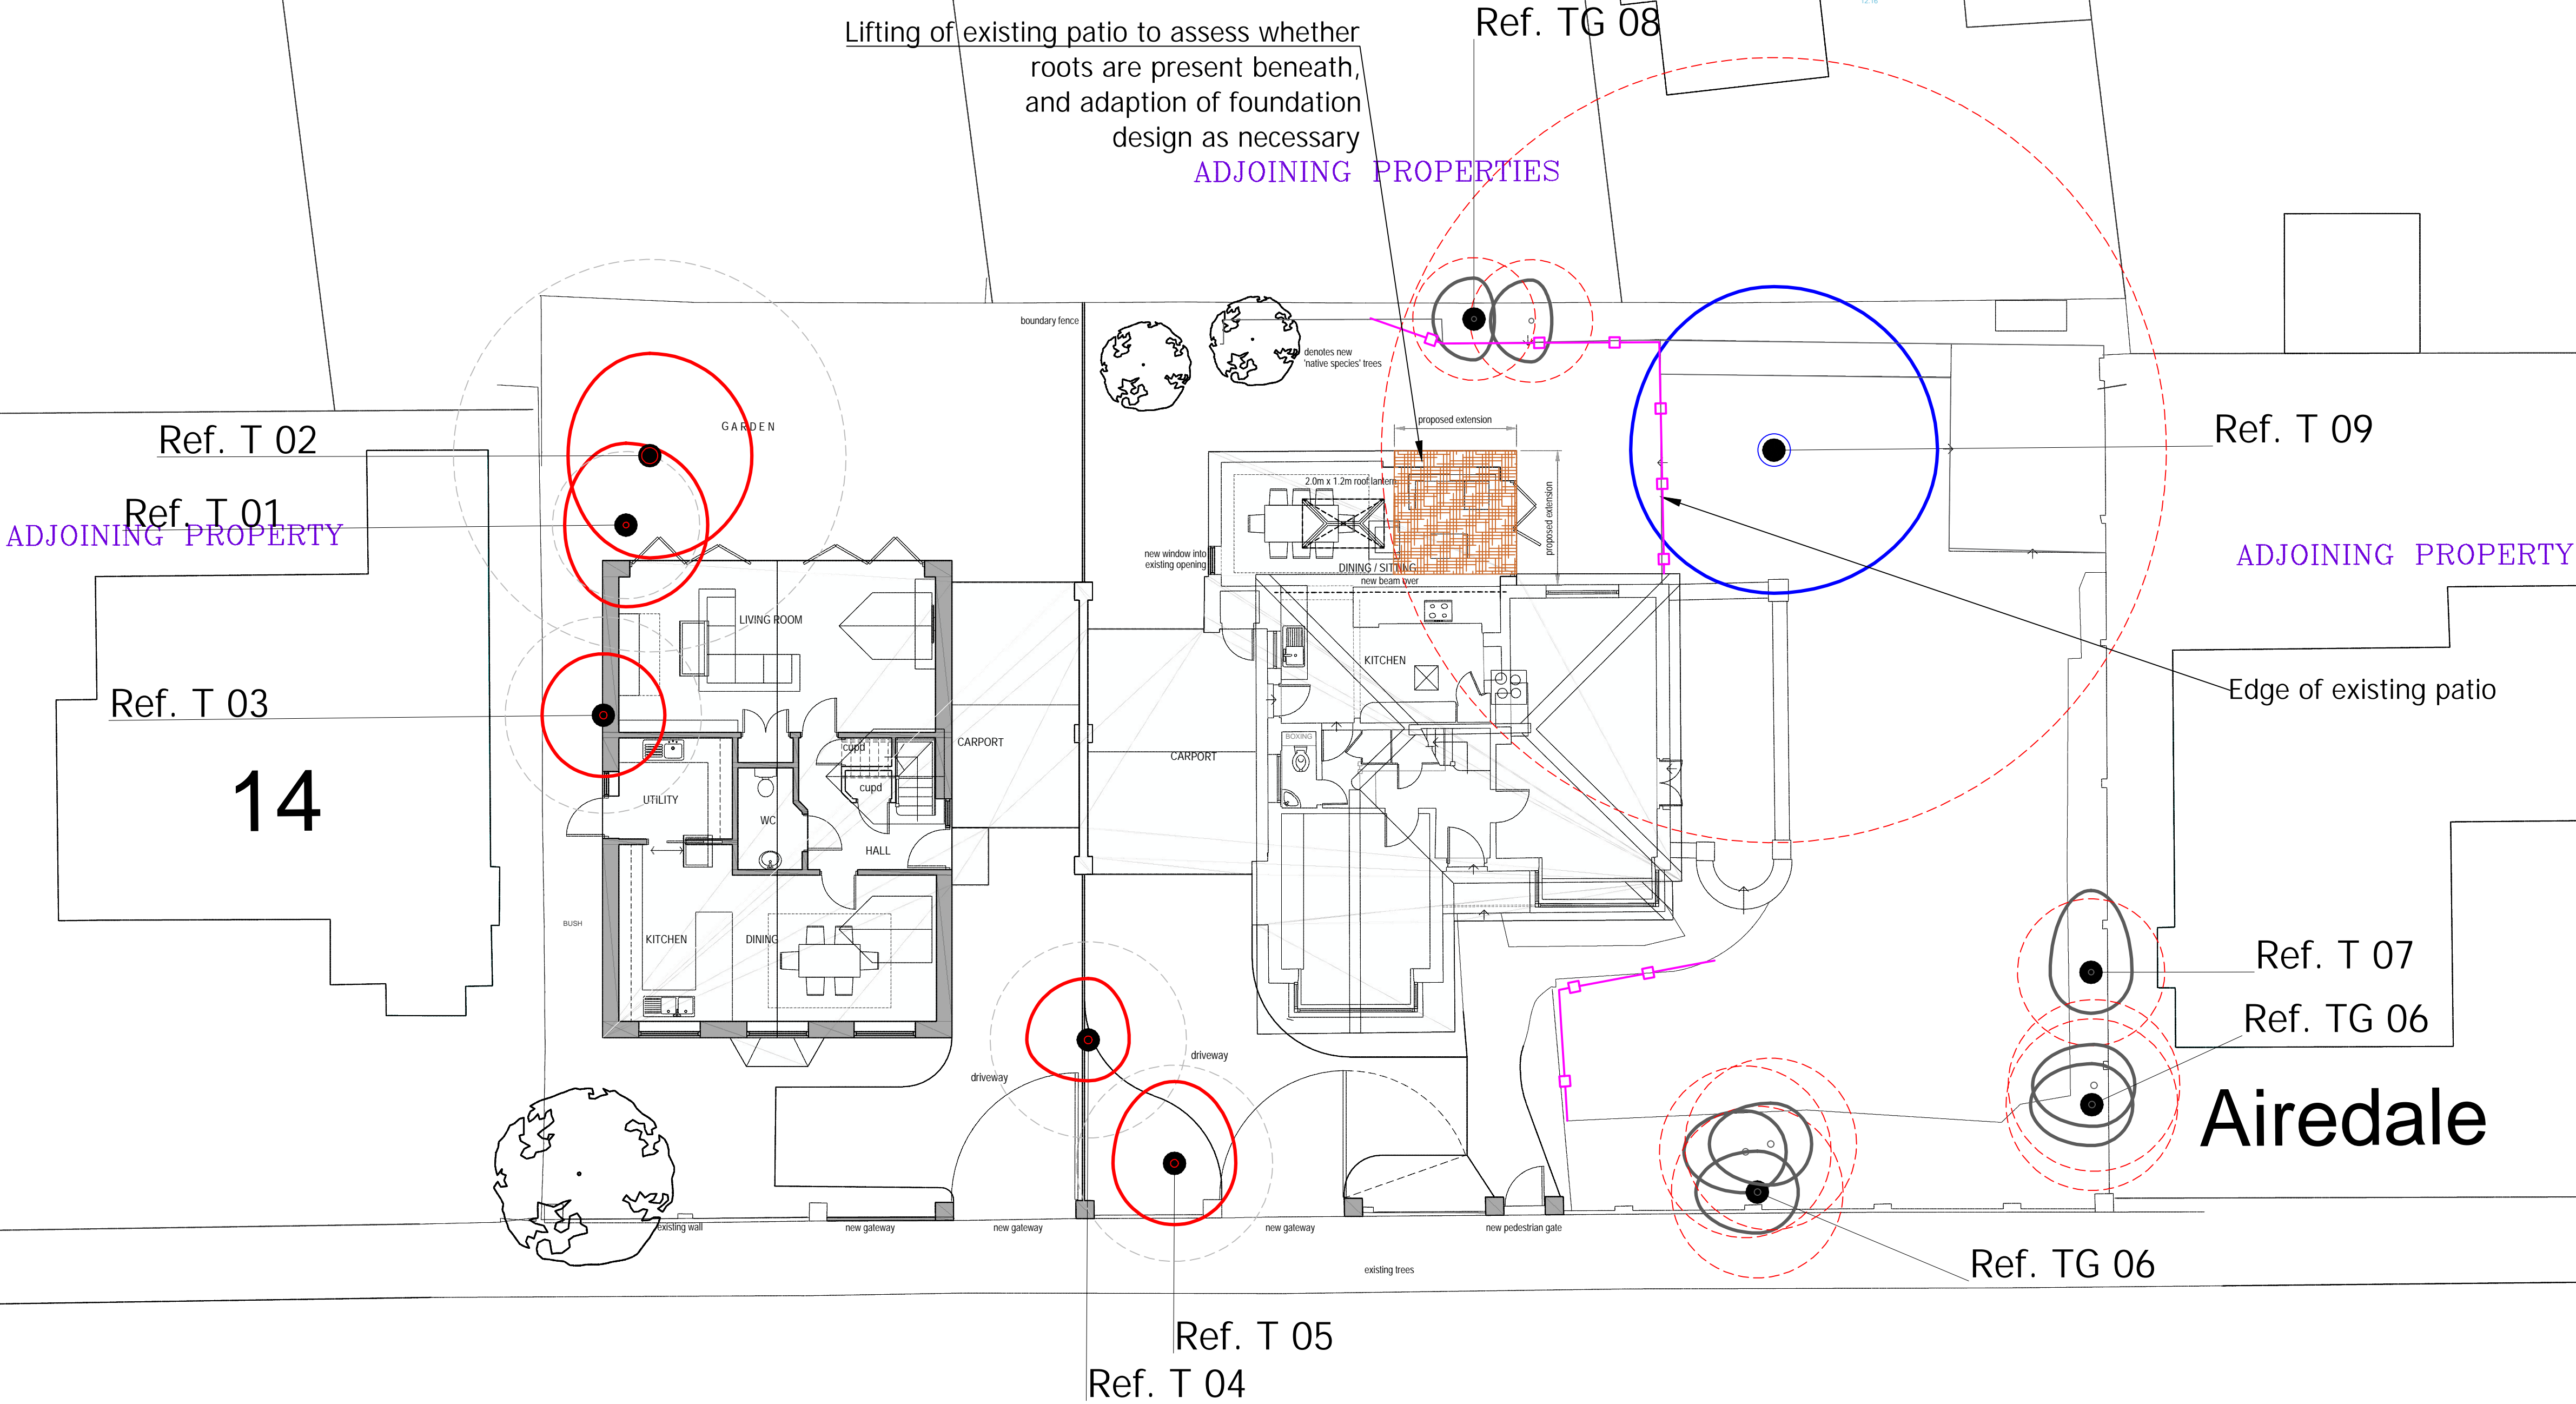 12.16
Ref. TG 08
Lifting of existing patio to assess whether
roots are present beneath,
and adaption of foundation
design as necessary
ADJOINING PROPERTIES
boundary fence
denotes new
'native species' trees
GARDEN
proposed extension
Ref. T 09
Ref. T 02
2.0m x 1.2m roof lantern
proposed extension
Ref. T 01
ADJOINING PROPERTY
new window into
existing opening
ADJOINING PROPERTY
DINING / SITTING
new beam over
LIVING ROOM
KITCHEN
Edge of existing patio
Ref. T 03
BOXING
CARPORT
cupd
CARPORT
cupd
14
UTILITY
WC
HALL
BUSH
KITCHEN
DINING
Ref. T 07
Ref. TG 06
driveway
driveway
Airedale
existing wall
new gateway
new gateway
new gateway
new pedestrian gate
existing trees
Ref. TG 06
Ref. T 05
Ref. T 04